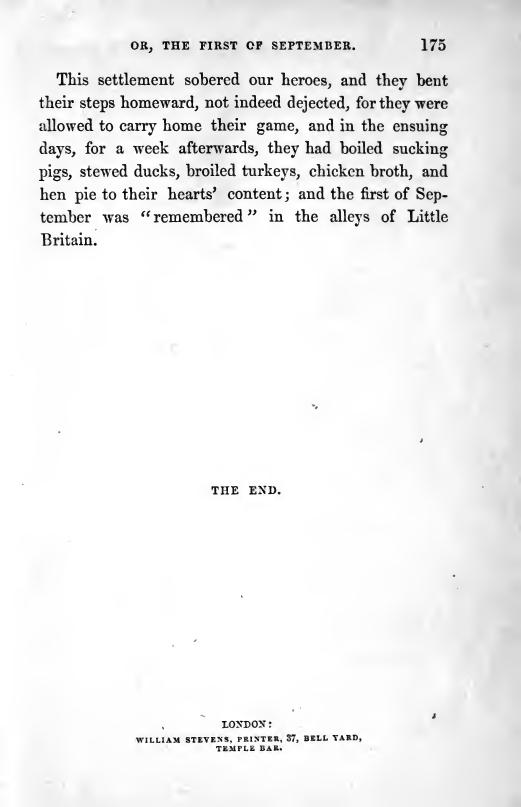 OR, THE FIRST OF SEPTEMBER. 175
This settlement sobered our heroes, and they bent
their steps homeward, not indeed dejected, for they were
allowed to carry home their game, and in the ensuing
days, for a week afterwards, they had boiled sucking
pigs, stewed ducks, broiled turkeys, chicken broth, and
hen pie to their hearts' content; and the first of Sep-
tember was "remembered" in the alleys of Little
Britain.
THE END.
LONDON:
WILLIAM STEVENS, PRINTER, 37, BELL YARD,
TEMPLE BAR.